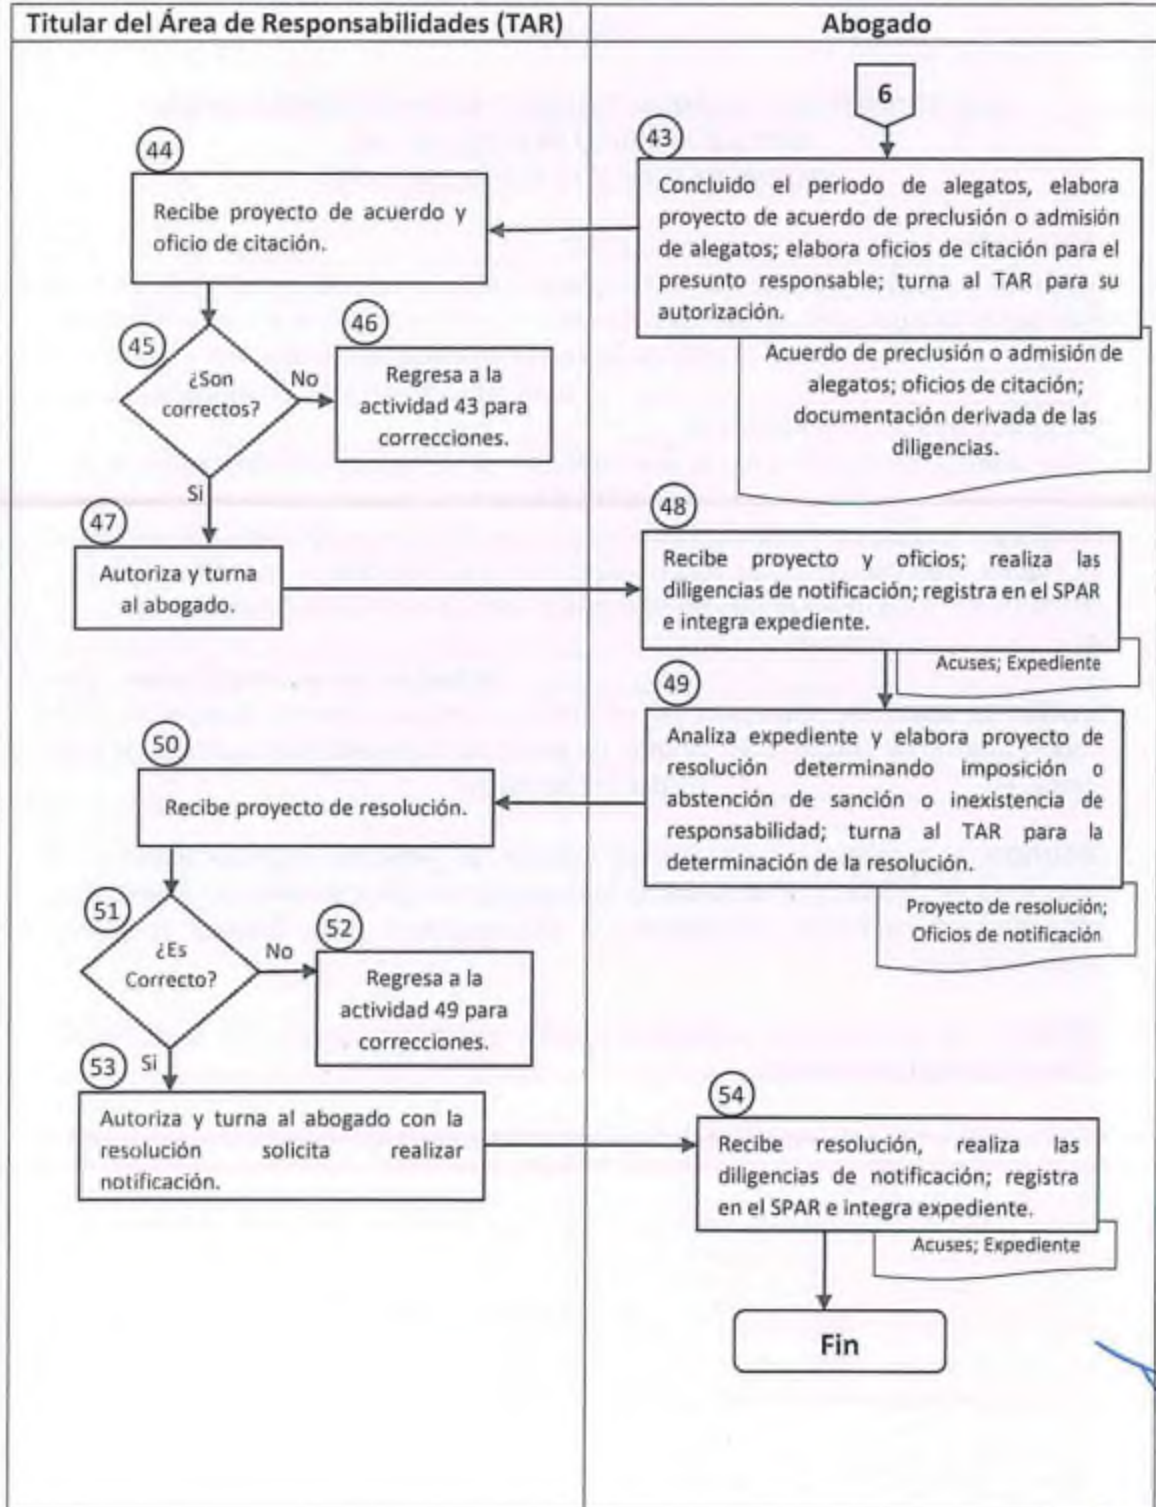 Titular del Área de Responsabilidades (TAR)
Abogado
6
43
Concluido el periodo de alegatos, elabora
proyecto de acuerdo de preclusión o admisión
de alegatos; elabora oficios de citación para el
presunto responsable; turna al TAR para su
autorización.
Acuerdo de preclusión o admisión de
alegatos; oficios de citación;
documentación derivada de las
diligencias.
44
Recibe proyecto de acuerdo y
oficio de citación.
45
¿Son
correctos?
No
46
Regresa a la
actividad 43 para
correcciones.
Si
47
Autoriza y turna
al abogado.
48
Recibe proyecto y oficios; realiza las
diligencias de notificación; registra en el SPAR
e integra expediente.
Acuses; Expediente
49
Analiza expediente y elabora proyecto de
resolución determinando imposición o
abstención de sanción o inexistencia de
responsabilidad; turna al TAR para la
determinación de la resolución.
Proyecto de resolución;
Oficios de notificación
50
Recibe proyecto de resolución.
51
¿Es
Correcto?
No
52
Regresa a la
actividad 49 para
correcciones.
Si
53
Autoriza y turna al abogado con la
resolución solicita realizar
notificación.
54
Recibe resolución, realiza las
diligencias de notificación; registra
en el SPAR e integra expediente.
Acuses; Expediente
Fin